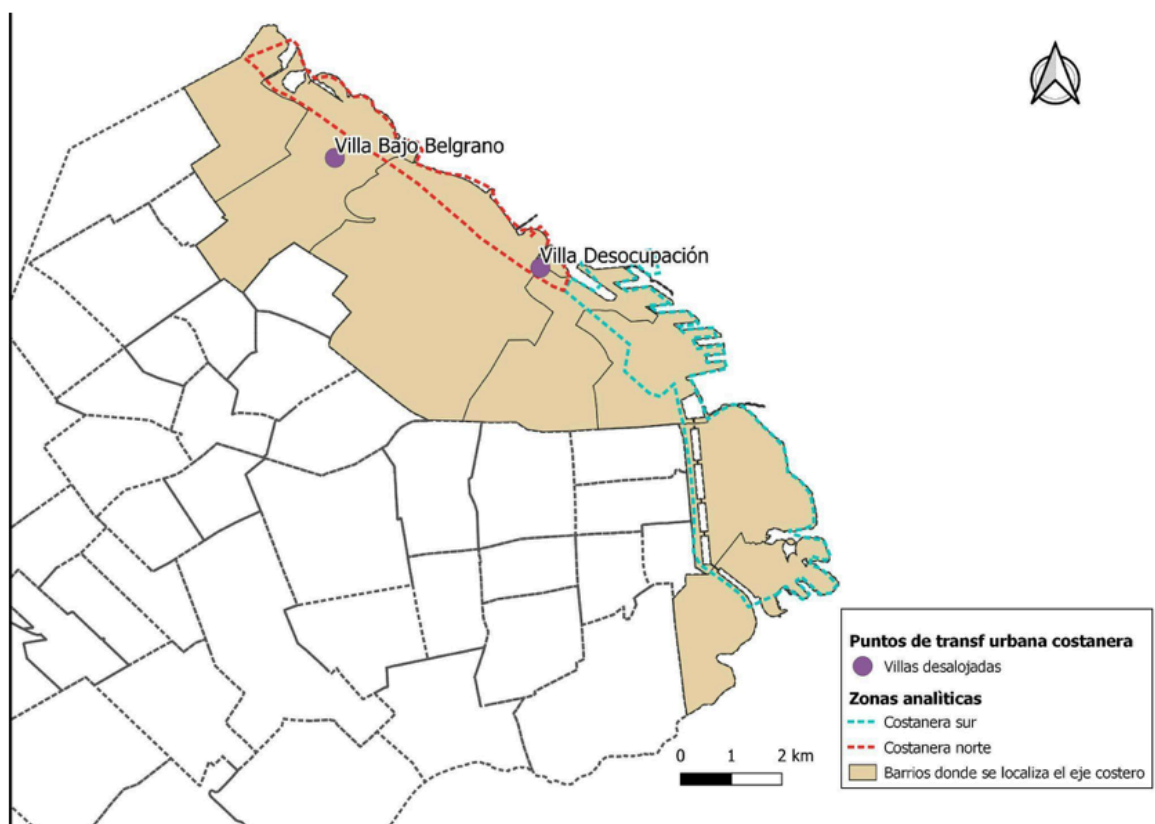 Villa Bajo Belgrano
Villa Desocupación
Puntos de transf urbana costanera
Villas desalojadas
Zonas analìticas
Costanera sur
Costanera norte
Barrios donde se localiza el eje costero
0 1 2 km